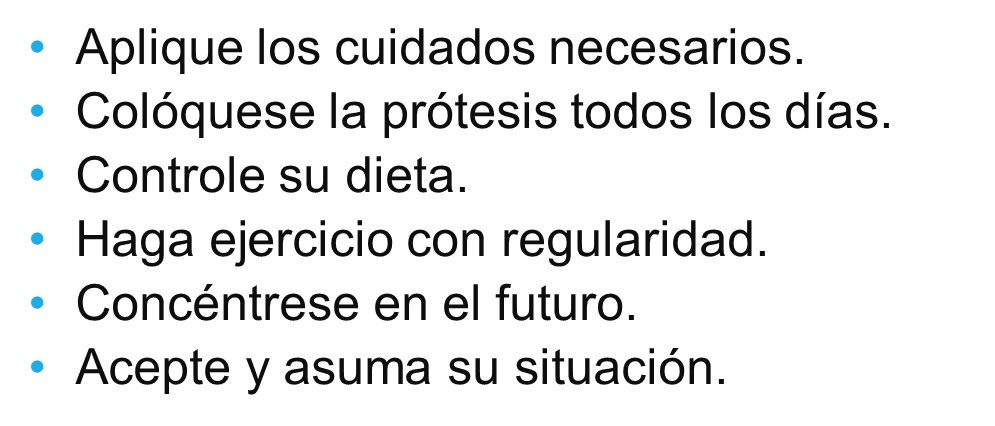 • Aplique los cuidados necesarios.
• Colóquese la prótesis todos los días.
• Controle su dieta.
• Haga ejercicio con regularidad.
• Concéntrese en el futuro.
• Acepte y asuma su situación.